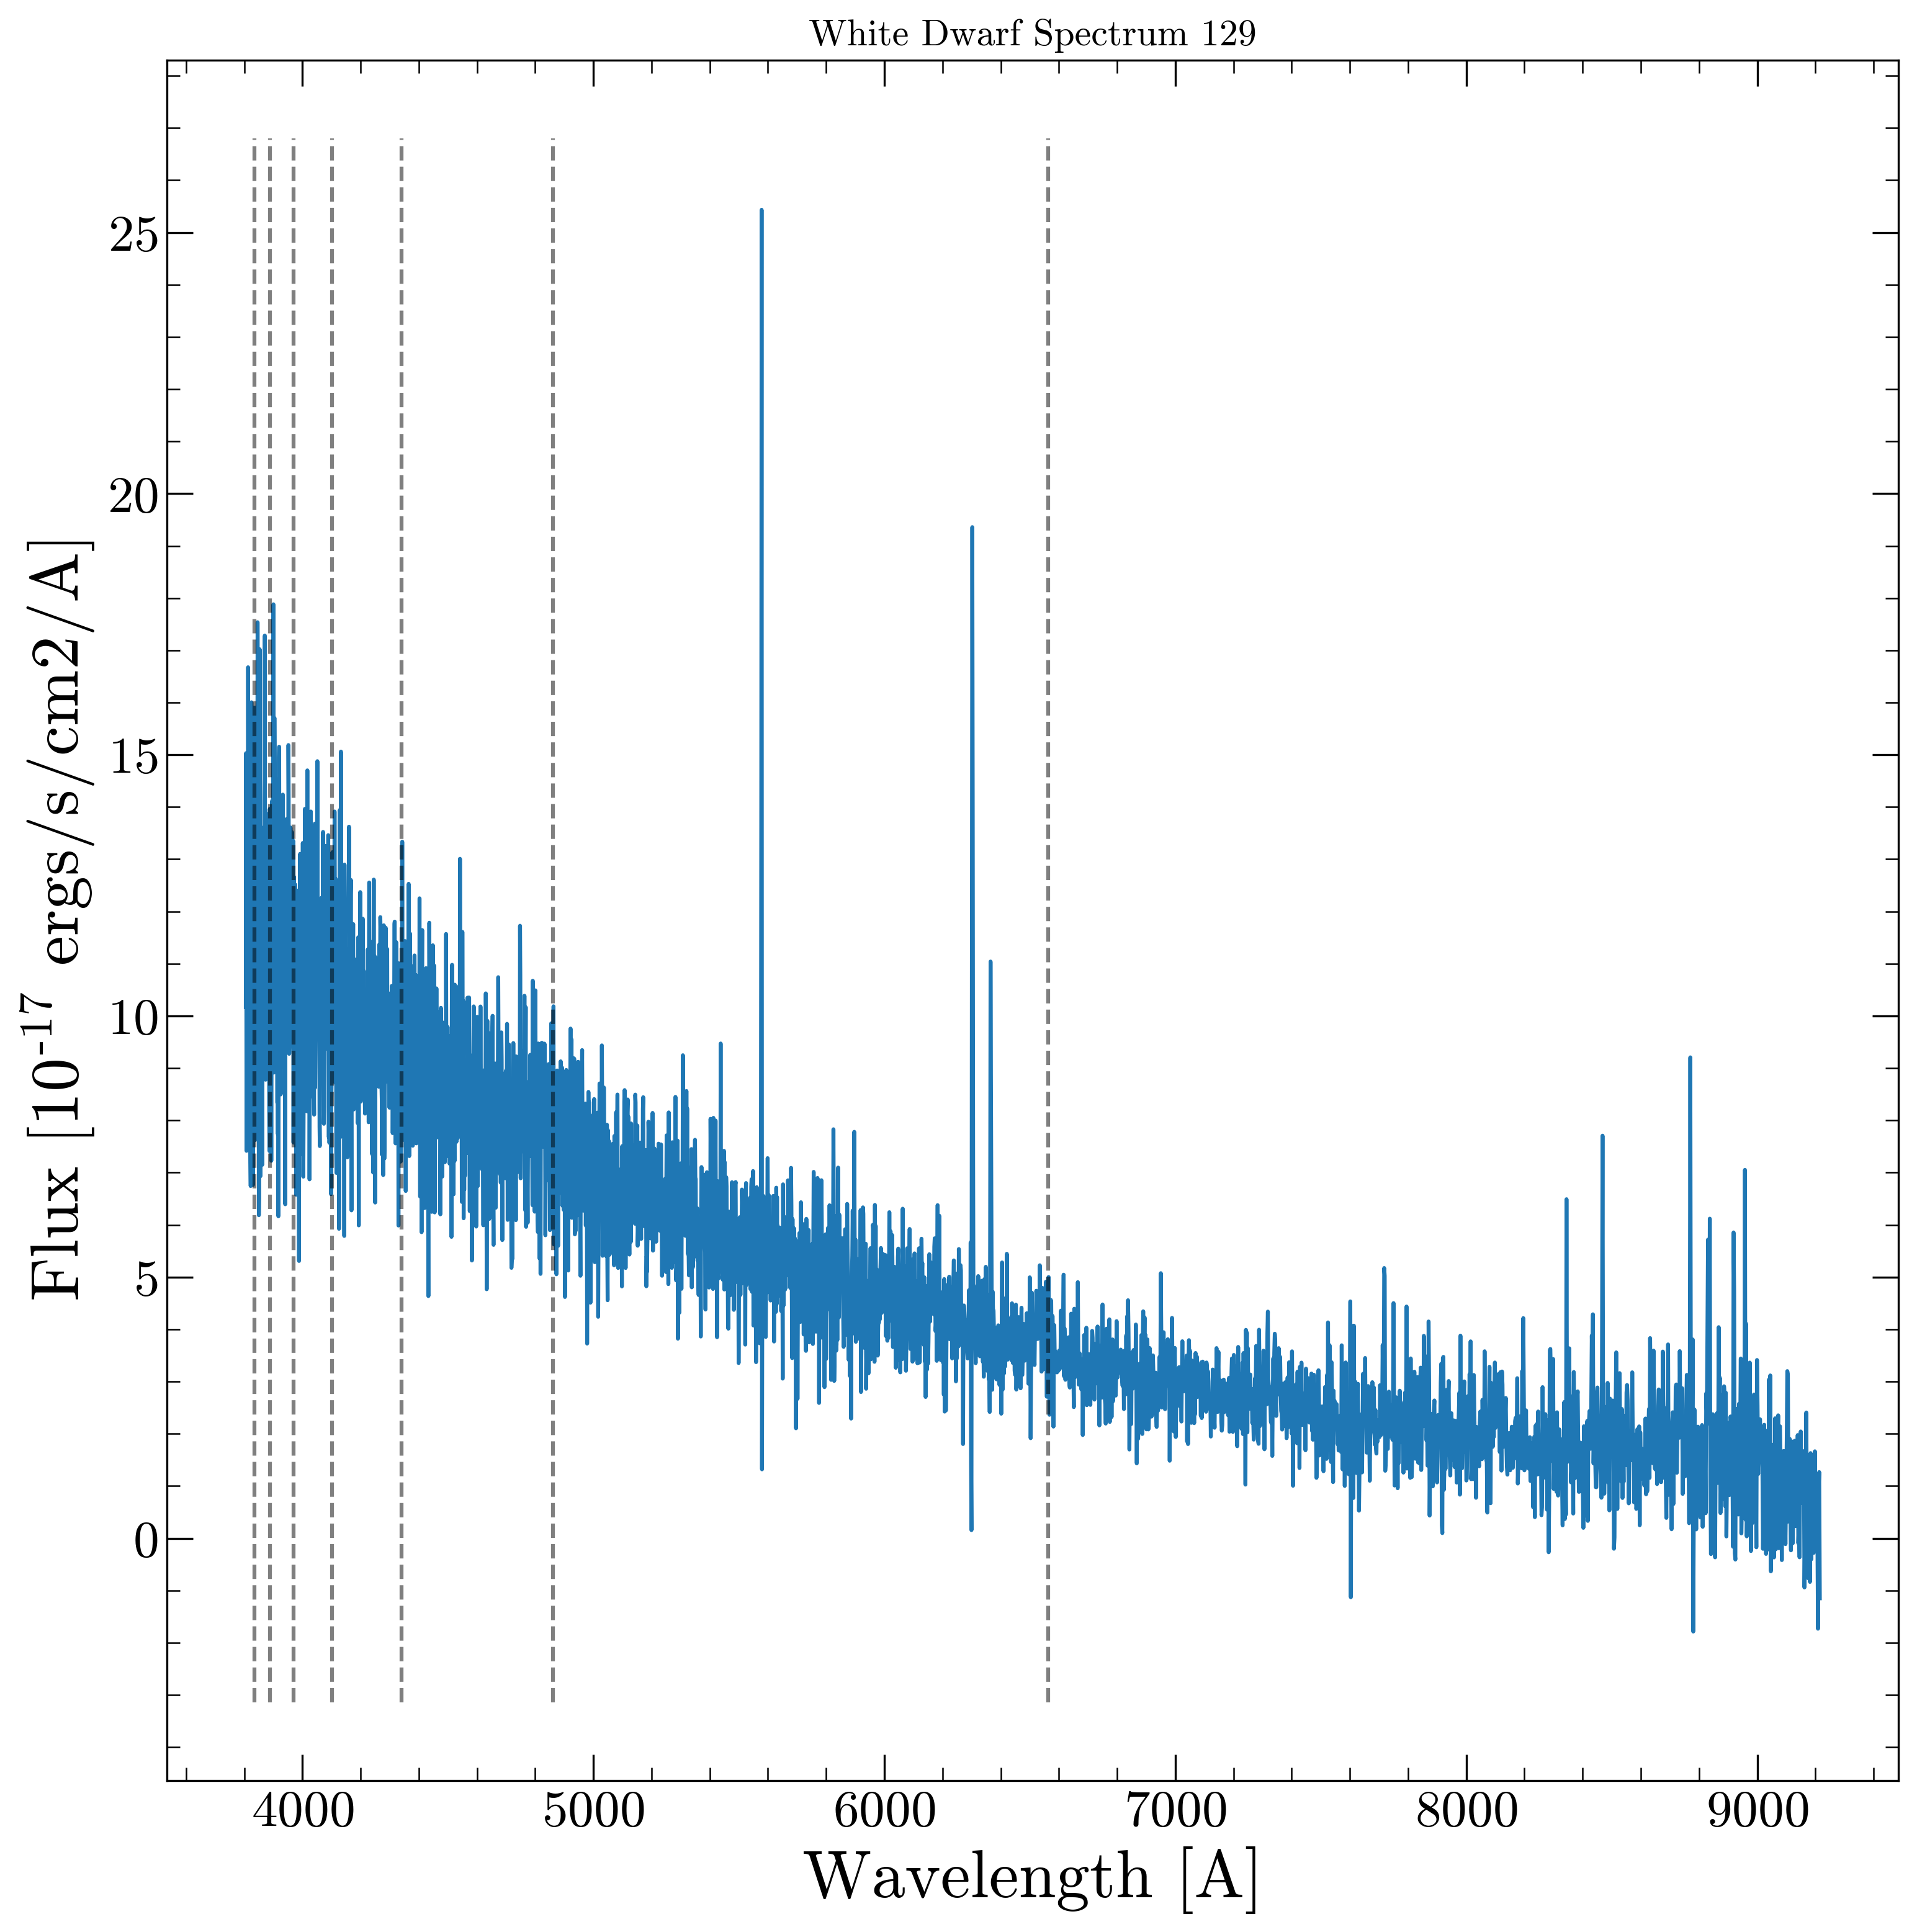 White Dwarf Spectrum 129
25
20
15
10
5
0
Flux [10⁻¹⁷ ergs/s/cm2/A]
4000 5000 6000 7000 8000 9000
Wavelength [A]